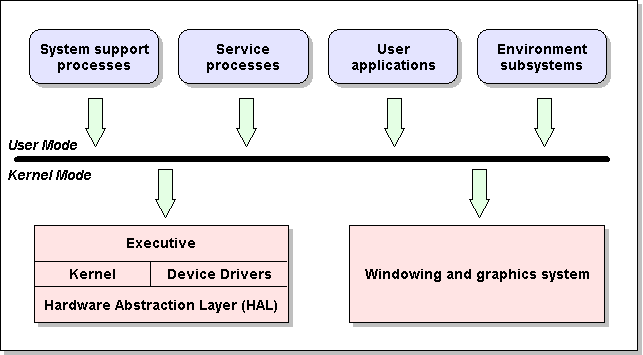 System support
processes
Service
processes
User
applications
Environment
subsystems
User Mode
Kernel Mode
Executive
Kernel
Device Drivers
Hardware Abstraction Layer (HAL)
Windowing and graphics system